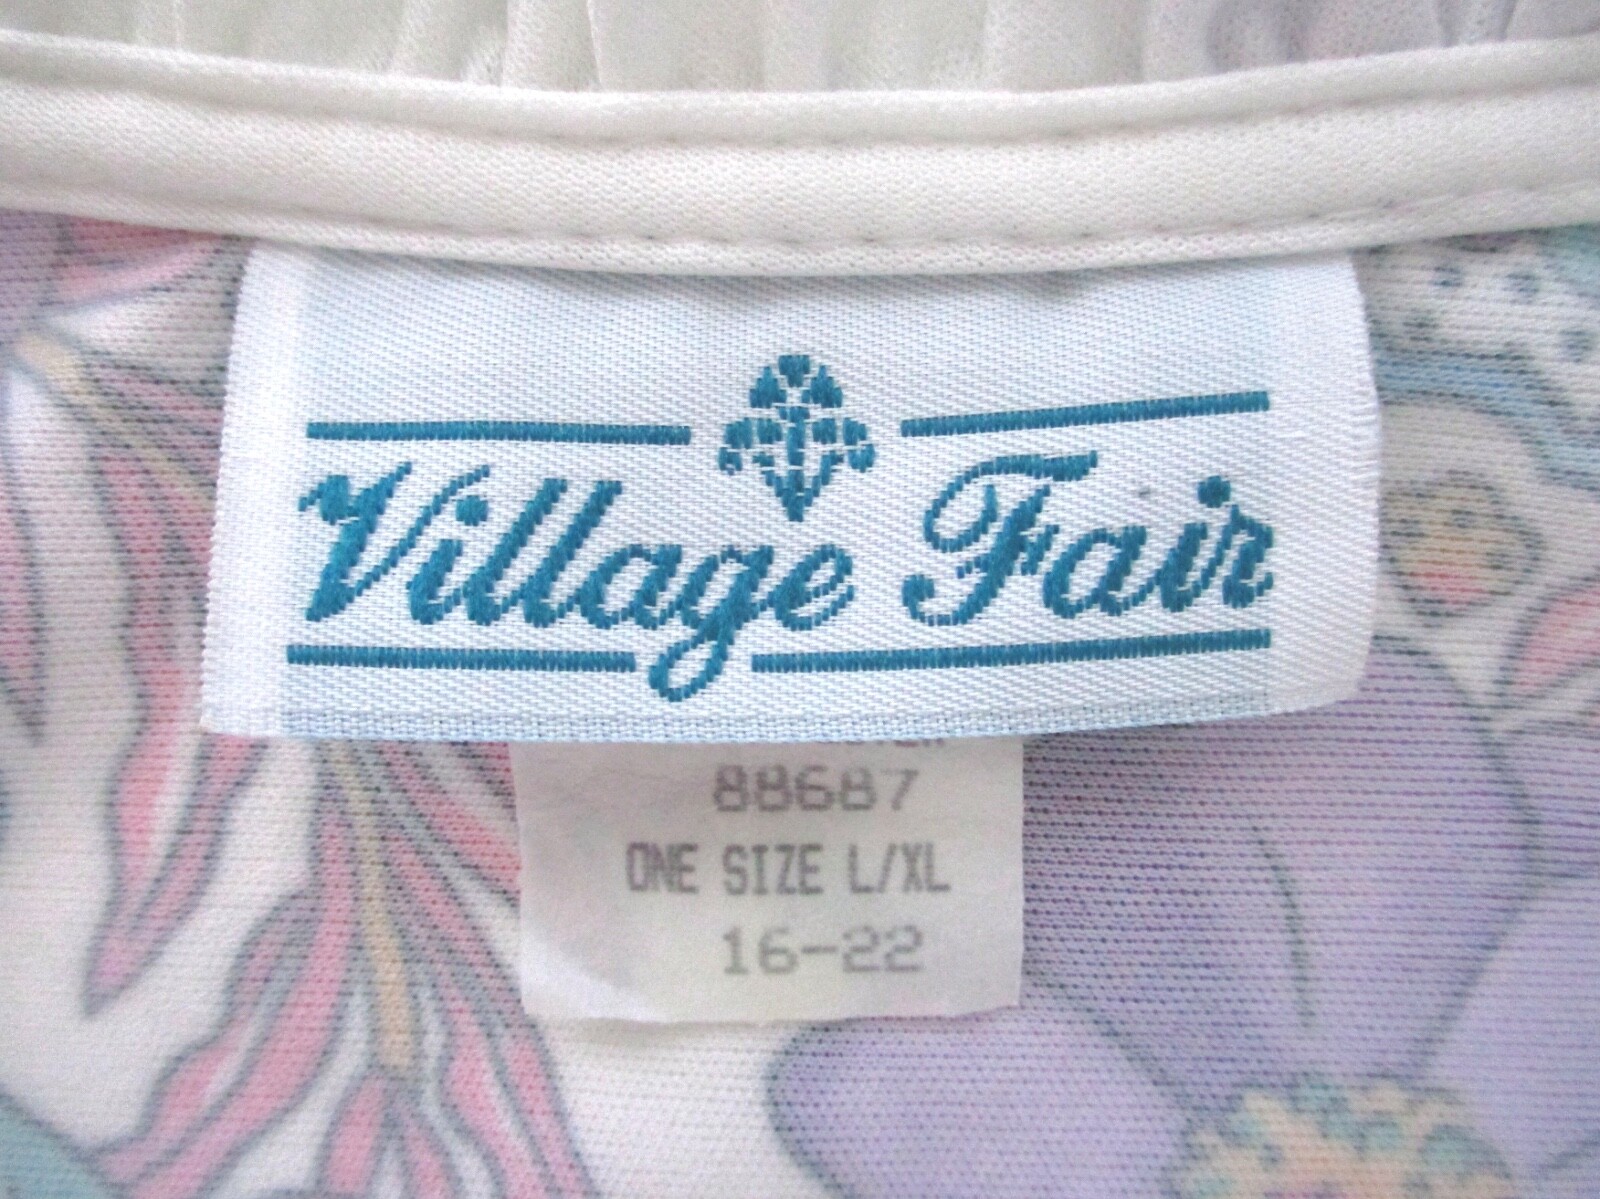 Village Fair
88687
ONE SIZE L/XL
16-22